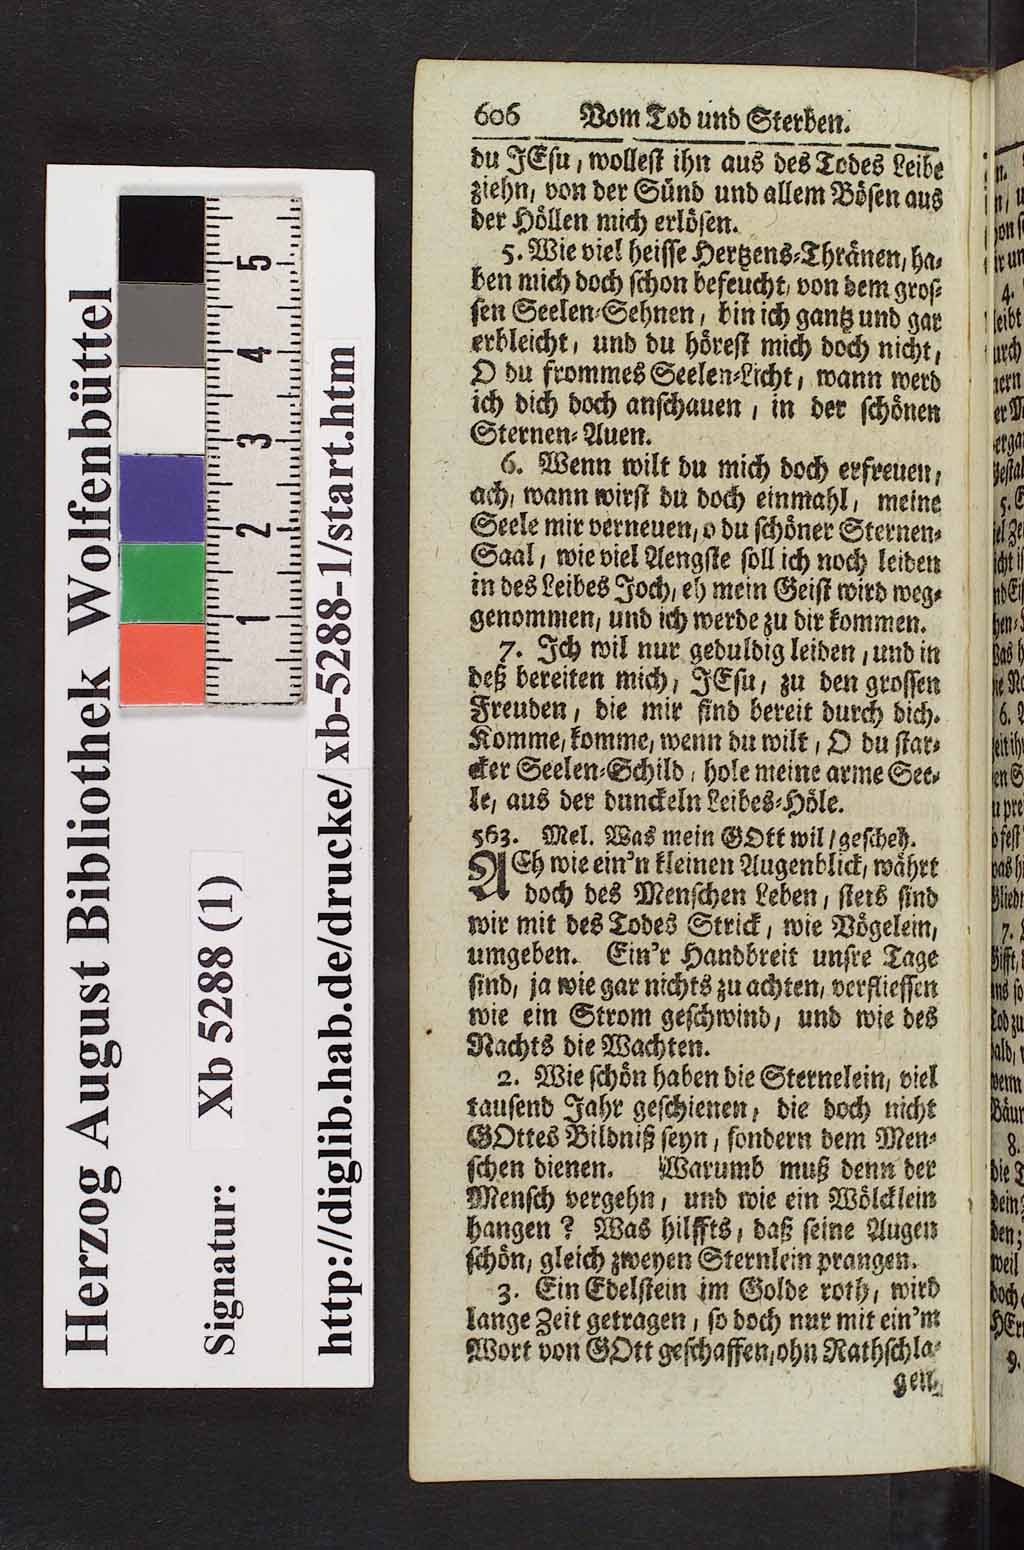 Herzog August Bibliothek Wolfenbüttel
Signatur: Xb 5288 (1)
http://diglib.hab.de/drucke/xb-5288-1/start.htm
1 2 3 4 5
606 Vom Tod und Sterben.
du JEsu, wollest ihn aus des Todes Leibe
ziehn, von der Sünd und allem Bösen aus
der Höllen mich erlösen.
5. Wie viel heisse Hertzens-Thränen, ha-
ben mich doch schon befeucht, von dem gros-
sen Seelen-Sehnen, bin ich gantz und gar
erbleicht, und du hörest mich doch nicht,
O du frommes Seelen-Licht, wann werd
ich dich doch anschauen, in der schönen
Sternen-Auen.
6. Wenn wilt du mich doch erfreuen,
ach, wann wirst du doch einmahl, meine
Seele mir verneuen, o du schöner Sternen-
Saal, wie viel Aengste soll ich noch leiden
in des Leibes Joch, eh mein Geist wird weg-
genommen, und ich werde zu dir kommen.
7. Ich wil nur geduldig leiden, und in
deß bereiten mich, JEsu, zu den grossen
Freuden, die mir sind bereit durch dich.
Komme, komme, wenn du wilt, O du star-
cker Seelen-Schild, hole meine arme See-
le, aus der dunckeln Leibes-Höle.
563. Mel. Was mein GOtt wil / gescheh.
ACh wie ein'n kleinen Augenblick, währt
doch des Menschen Leben, stets sind
wir mit des Todes Strick, wie Vögelein,
umgeben. Ein'r Handbreit unsre Tage
sind, ja wie gar nichts zu achten, verfliessen
wie ein Strom geschwind, und wie des
Nachts die Wachten.
2. Wie schön haben die Sternelein, viel
tausend Jahr geschienen, die doch nicht
GOttes Bildniß seyn, sondern dem Men-
schen dienen. Warumb muß denn der
Mensch vergehn, und wie ein Wölcklein
hangen? Was hilffts, daß seine Augen
schön, gleich zweyen Sternlein prangen.
3. Ein Edelstein im Golde roth, wird
lange Zeit getragen, so doch nur mit ein'm
Wort von GOtt geschaffen, ohn Rathschla-
gen.